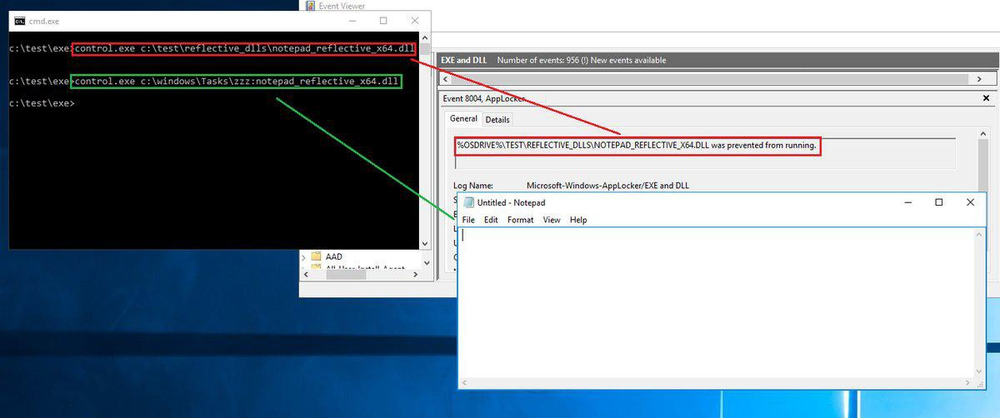 Event Viewer
cmd.exe
c:\test\exe>control.exe c:\test\reflective_dlls\notepad_reflective_x64.dll
c:\test\exe>control.exe c:\windows\Tasks\zzz:notepad_reflective_x64.dll
c:\test\exe>
EXE and DLL Number of events: 956 (!) New events available
Event 8004, AppLocker
General Details
%OSDRIVE%\TEST\REFLECTIVE_DLLS\NOTEPAD_REFLECTIVE_X64.DLL was prevented from running.
Log Name: Microsoft-Windows-AppLocker/EXE and DLL
Untitled - Notepad
File Edit Format View Help
AAD
All-User-Install-Agent